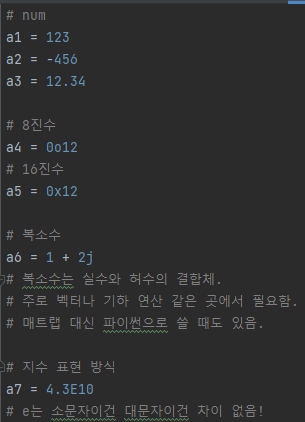 # num
a1 = 123
a2 = -456
a3 = 12.34
# 8진수
a4 = 0o12
# 16진수
a5 = 0x12
# 복소수
a6 = 1 + 2j
# 복소수는 실수와 허수의 결합체.
# 주로 벡터나 기하 연산 같은 곳에서 필요함.
# 매트랩 대신 파이썬으로 쓸 때도 있음.
# 지수 표현 방식
a7 = 4.3E10
# e는 소문자이건 대문자이건 차이 없음!